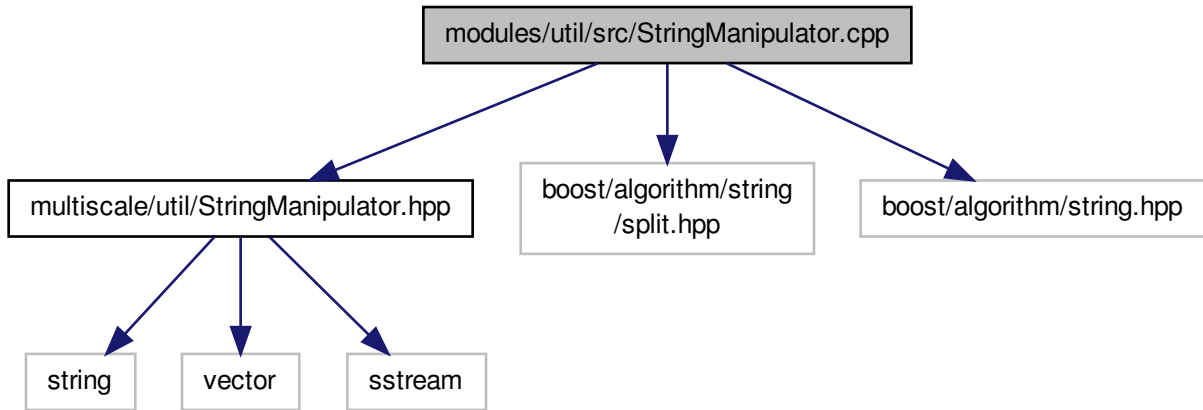 modules/util/src/StringManipulator.cpp
multiscale/util/StringManipulator.hpp
boost/algorithm/string
/split.hpp
boost/algorithm/string.hpp
string
vector
sstream